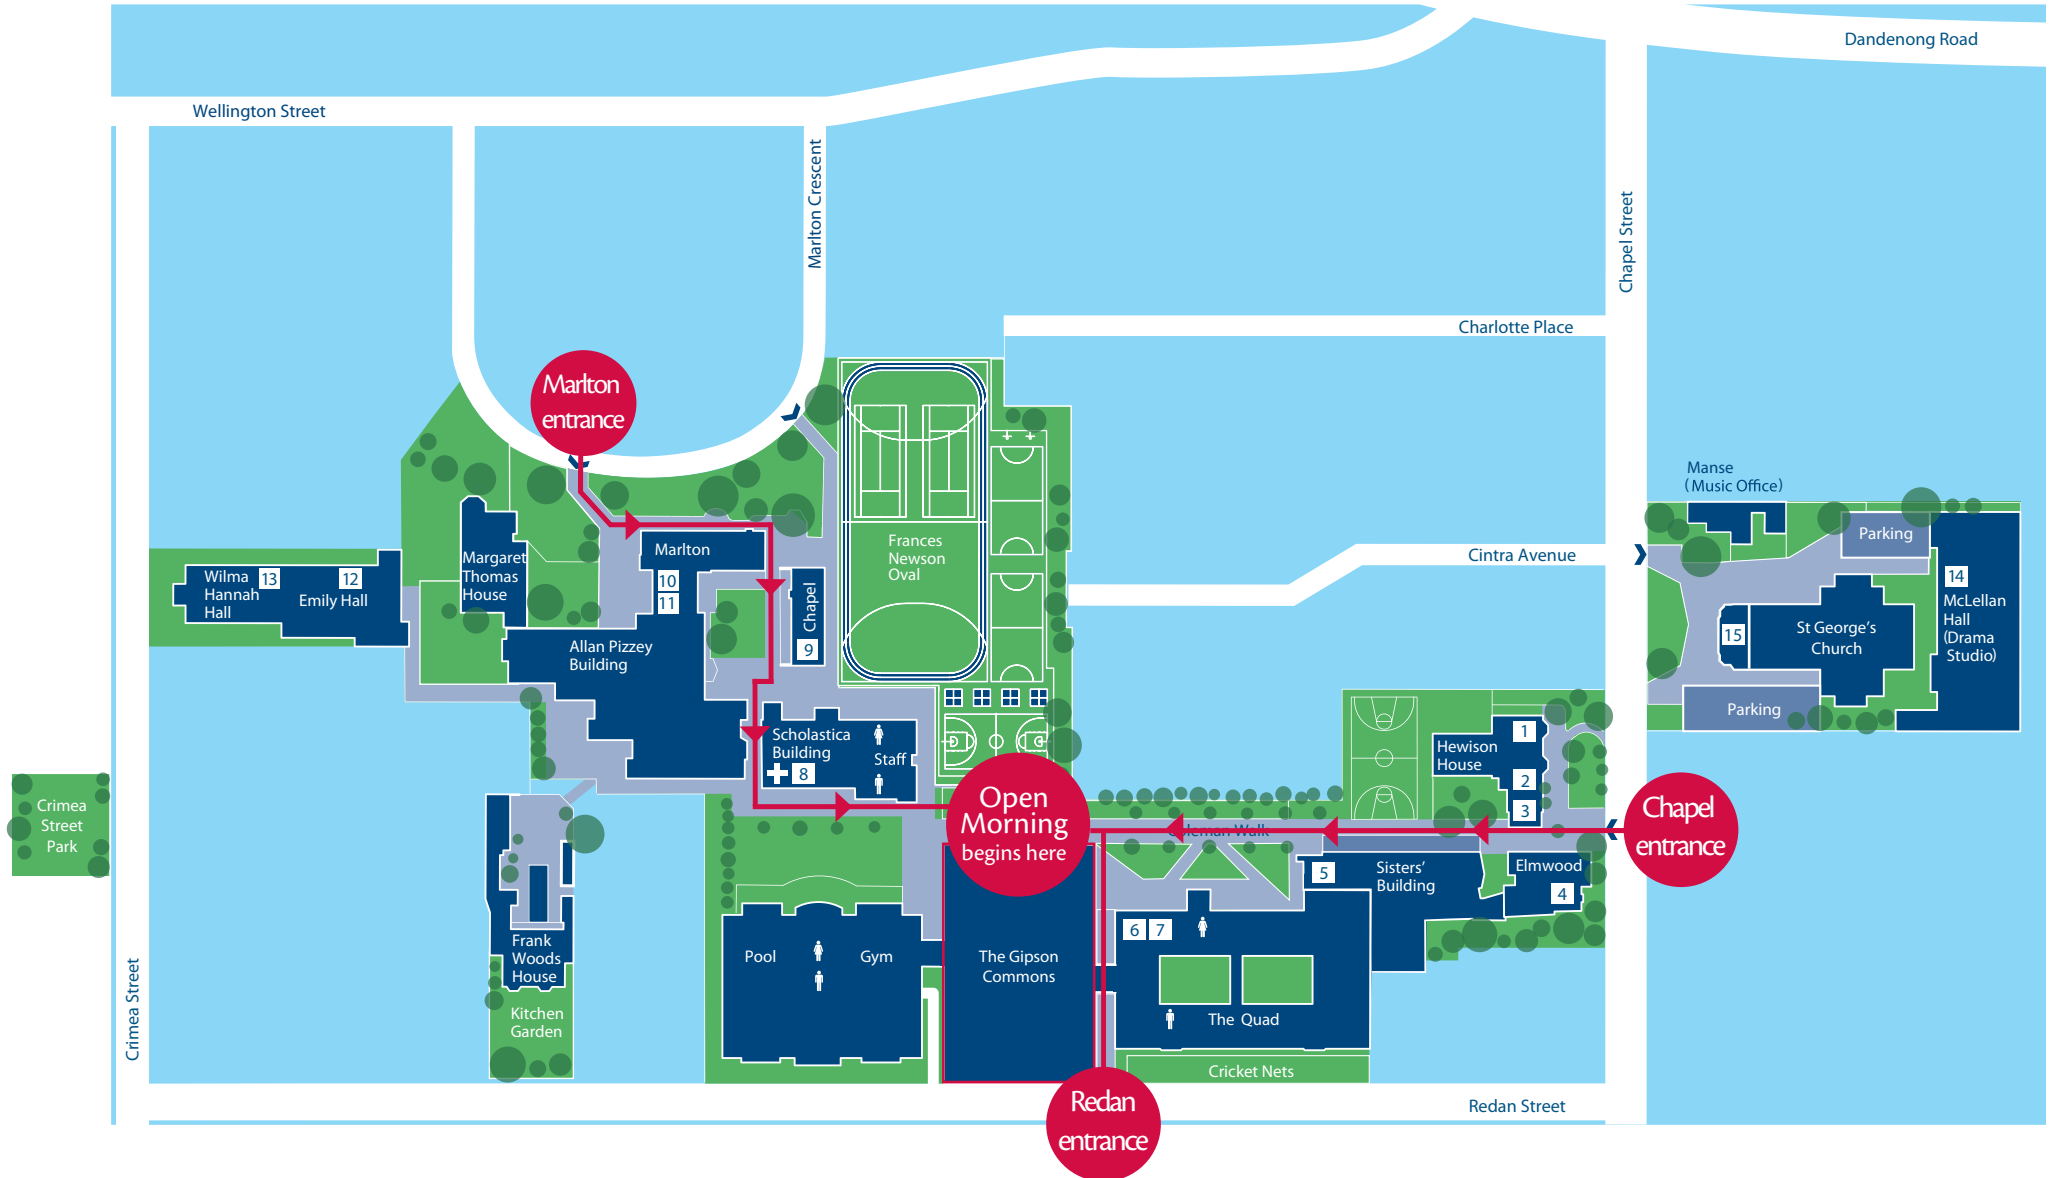 Dandenong Road
Wellington Street
Marlton Crescent
Chapel Street
Charlotte Place
Marlton
entrance
Manse
(Music Office)
Parking
Frances
Newson
Oval
Cintra Avenue
Marlton
10
11
Margaret
Thomas
House
Wilma
Hannah
Hall
13
12
Emily Hall
Chapel
9
14
McLellan
Hall
(Drama
Studio)
15
St George's
Church
Allan Pizzey
Building
Parking
Scholastica
Building
8
Staff
Hewison
House
1
2
3
Crimea
Street
Park
Open
Morning
begins here
Coleman Walk
Chapel
entrance
5
Sisters'
Building
Elmwood
4
6 7
Frank
Woods
House
Pool
Gym
The Gipson
Commons
Kitchen
Garden
The Quad
Crimea Street
Cricket Nets
Redan
entrance
Redan Street